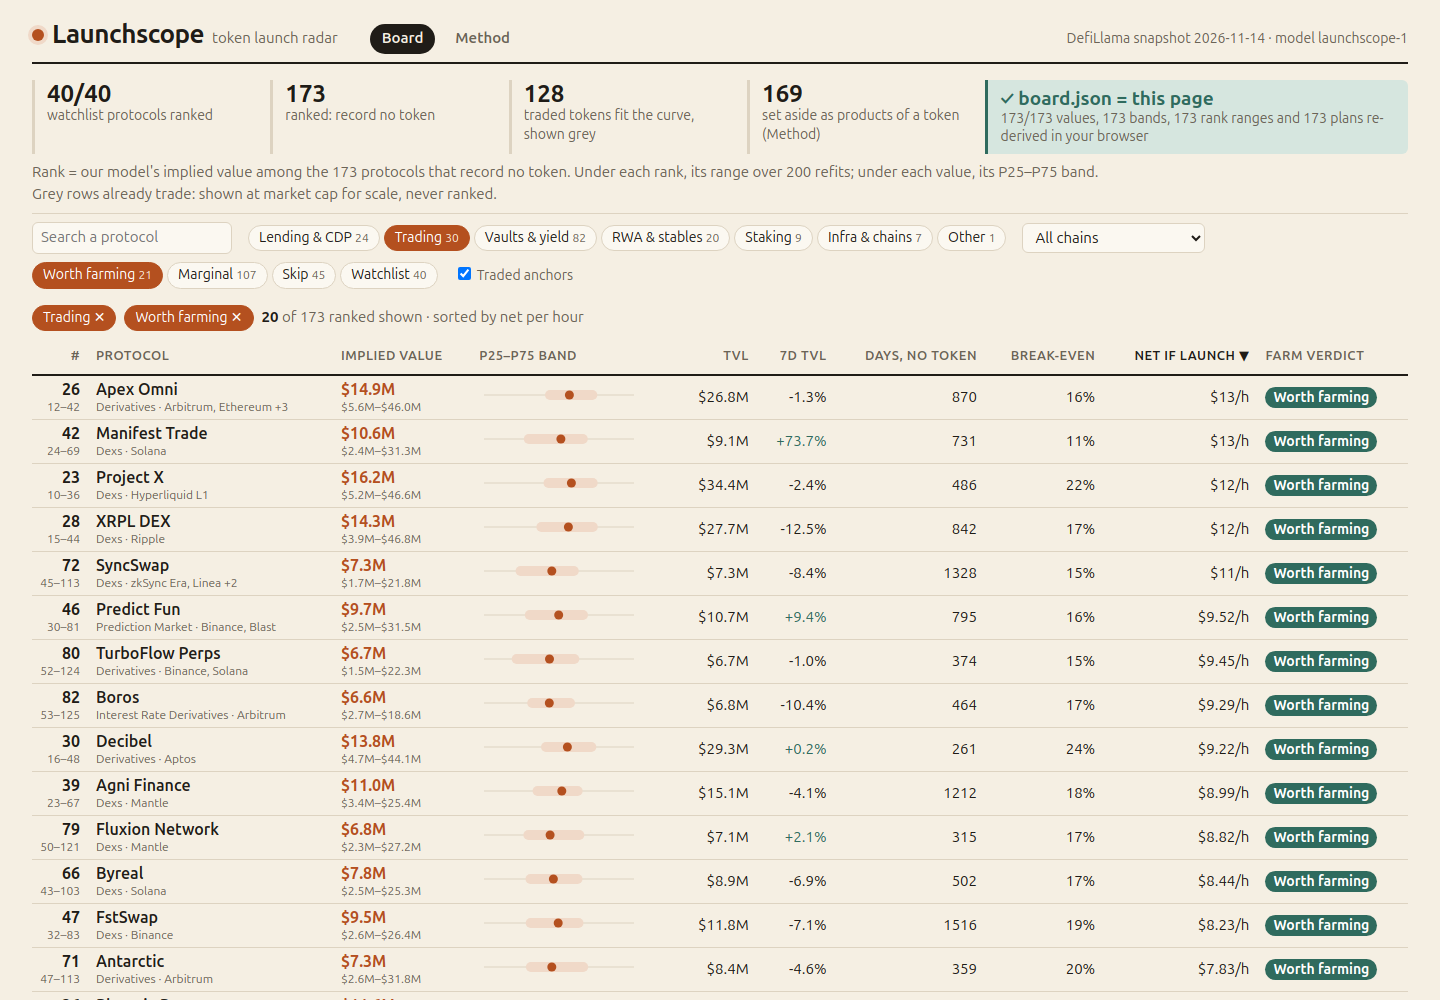 Launchscope token launch radar Board Method DefiLlama snapshot 2026-11-14 · model launchscope-1
40/40
watchlist protocols ranked
173
ranked: record no token
128
traded tokens fit the curve,
shown grey
169
set aside as products of a token
(Method)
✓ board.json = this page
173/173 values, 173 bands, 173 rank ranges and 173 plans re-
derived in your browser
Rank = our model's implied value among the 173 protocols that record no token. Under each rank, its range over 200 refits; under each value, its P25–P75 band.
Grey rows already trade: shown at market cap for scale, never ranked.
Search a protocol Lending & CDP 24 Trading 30 Vaults & yield 82 RWA & stables 20 Staking 9 Infra & chains 7 Other 1 All chains
Worth farming 21 Marginal 107 Skip 45 Watchlist 40 Traded anchors
Trading ✕ Worth farming ✕ 20 of 173 ranked shown · sorted by net per hour
# PROTOCOL IMPLIED VALUE P25–P75 BAND TVL 7D TVL DAYS, NO TOKEN BREAK-EVEN NET IF LAUNCH ▼ FARM VERDICT
26 Apex Omni $14.9M $26.8M -1.3% 870 16% $13/h Worth farming
12–42 Derivatives · Arbitrum, Ethereum +3 $5.6M–$46.0M
42 Manifest Trade $10.6M $9.1M +73.7% 731 11% $13/h Worth farming
24–69 Dexs · Solana $2.4M–$31.3M
23 Project X $16.2M $34.4M -2.4% 486 22% $12/h Worth farming
10–36 Dexs · Hyperliquid L1 $5.2M–$46.6M
28 XRPL DEX $14.3M $27.7M -12.5% 842 17% $12/h Worth farming
15–44 Dexs · Ripple $3.9M–$46.8M
72 SyncSwap $7.3M $7.3M -8.4% 1328 15% $11/h Worth farming
45–113 Dexs · zkSync Era, Linea +2 $1.7M–$21.8M
46 Predict Fun $9.7M $10.7M +9.4% 795 16% $9.52/h Worth farming
30–81 Prediction Market · Binance, Blast $2.5M–$31.5M
80 TurboFlow Perps $6.7M $6.7M -1.0% 374 15% $9.45/h Worth farming
52–124 Derivatives · Binance, Solana $1.5M–$22.3M
82 Boros $6.6M $6.8M -10.4% 464 17% $9.29/h Worth farming
53–125 Interest Rate Derivatives · Arbitrum $2.7M–$18.6M
30 Decibel $13.8M $29.3M +0.2% 261 24% $9.22/h Worth farming
16–48 Derivatives · Aptos $4.7M–$44.1M
39 Agni Finance $11.0M $15.1M -4.1% 1212 18% $8.99/h Worth farming
23–67 Dexs · Mantle $3.4M–$25.4M
79 Fluxion Network $6.8M $7.1M +2.1% 315 17% $8.82/h Worth farming
50–121 Dexs · Mantle $2.3M–$27.2M
66 Byreal $7.8M $8.9M -6.9% 502 17% $8.44/h Worth farming
43–103 Dexs · Solana $2.5M–$25.3M
47 FstSwap $9.5M $11.8M -7.1% 1516 19% $8.23/h Worth farming
32–83 Dexs · Binance $2.6M–$26.4M
71 Antarctic $7.3M $8.4M -4.6% 359 20% $7.83/h Worth farming
47–113 Derivatives · Arbitrum $2.6M–$31.8M